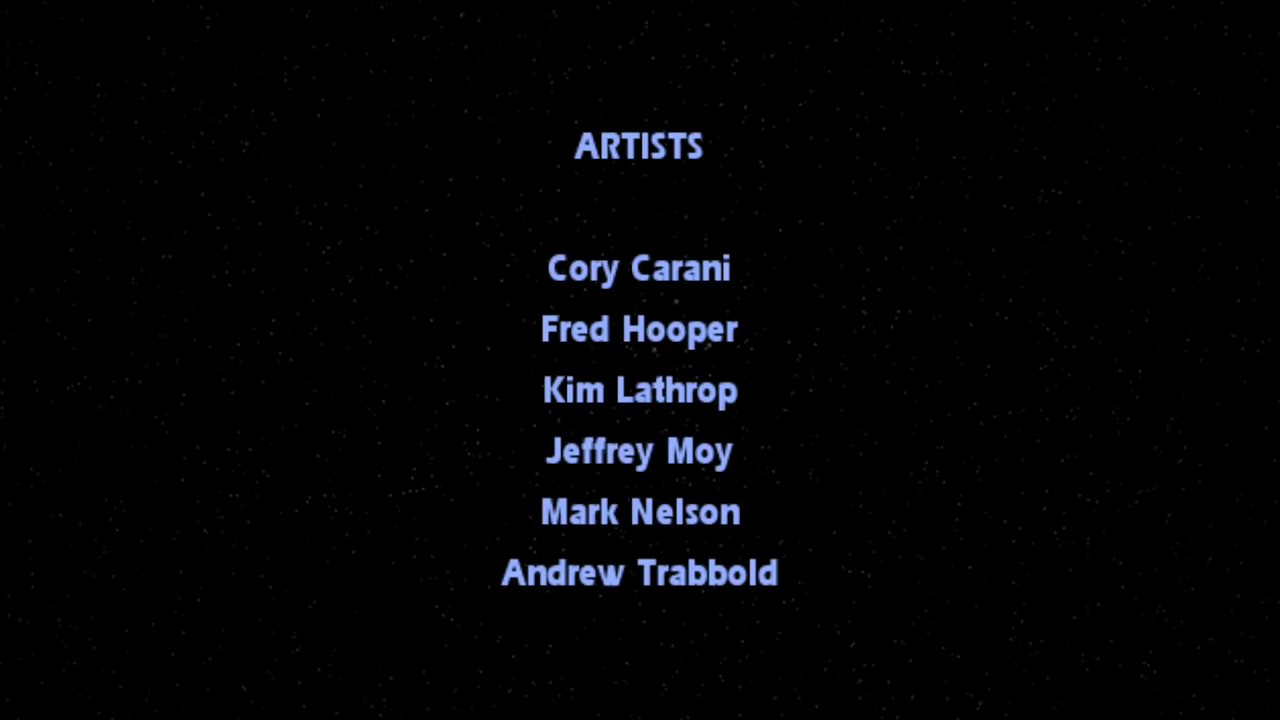 ARTISTS
Cory Carani
Fred Hooper
Kim Lathrop
Jeffrey Moy
Mark Nelson
Andrew Trabbold